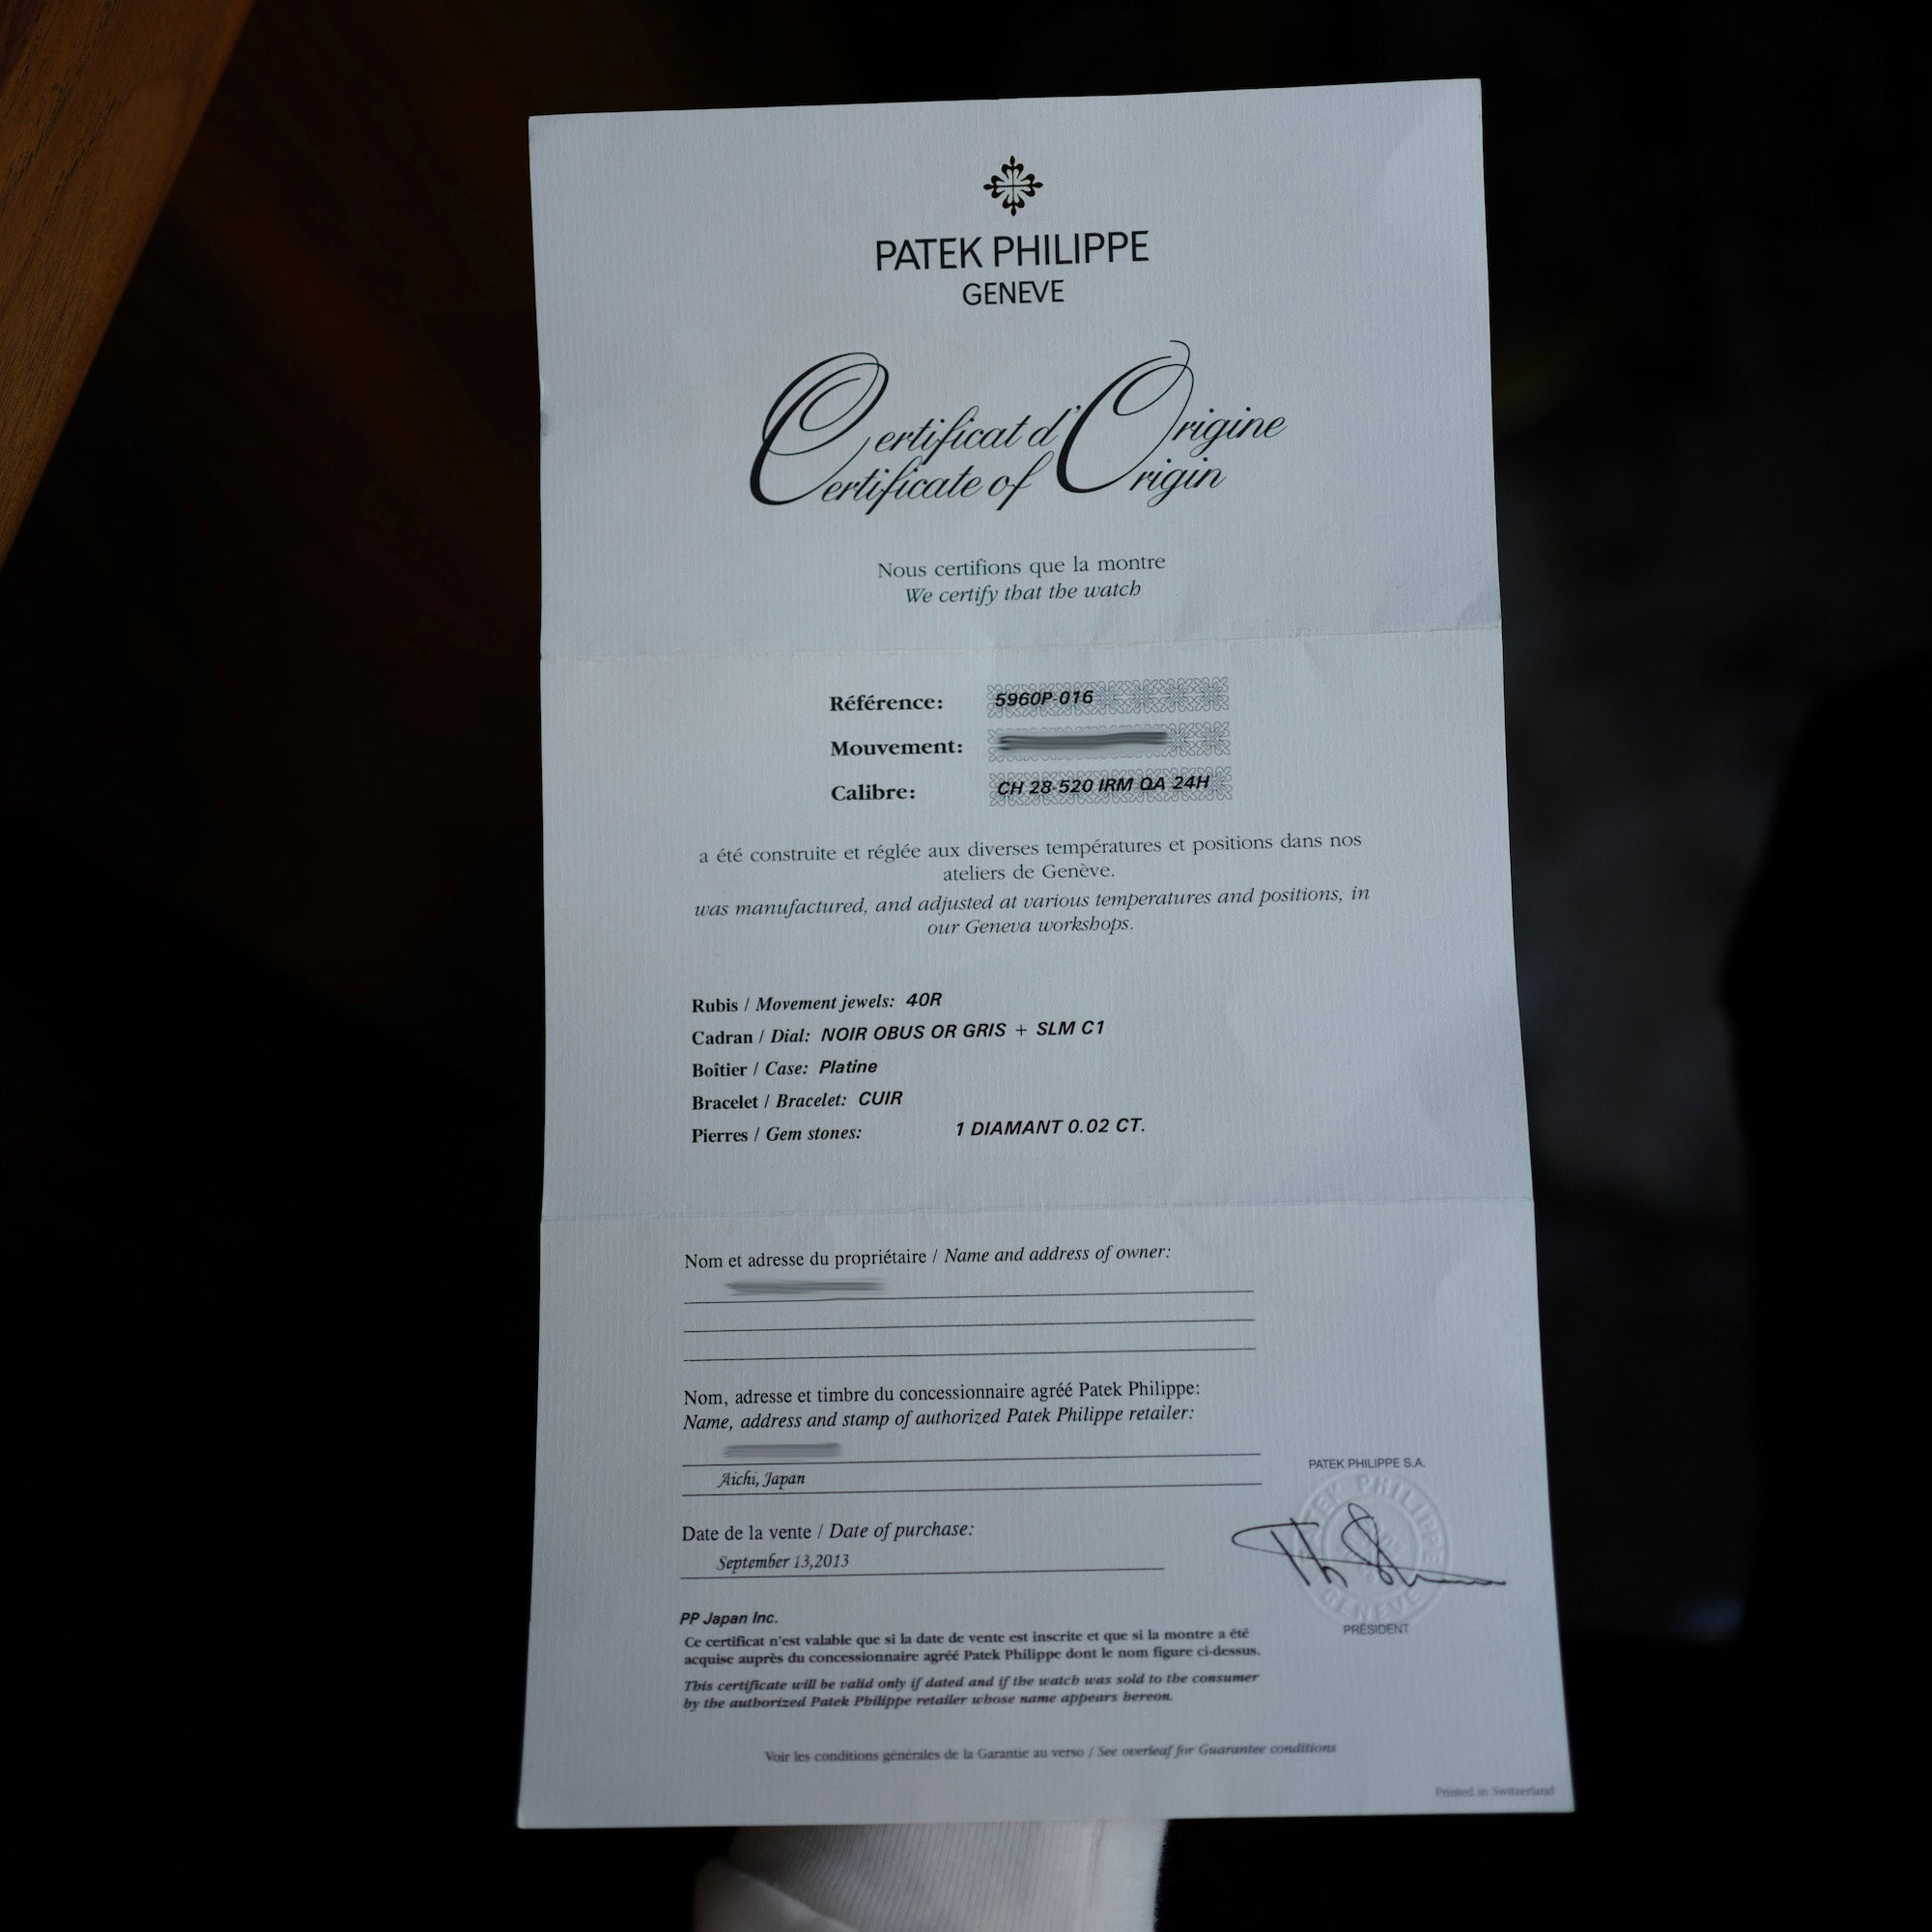 PATEK PHILIPPE
GENEVE
Certificat d'Origine
Certificate of Origin
Nous certifions que la montre
We certify that the watch
Référence: 5960P-016
Mouvement:
Calibre: CH 28-520 IRM QA 24H
a été construite et réglée aux diverses températures et positions dans nos
ateliers de Genève.
was manufactured, and adjusted at various temperatures and positions, in
our Geneva workshops.
Rubis / Movement jewels: 40R
Cadran / Dial: NOIR OBUS OR GRIS + SLM C1
Boîtier / Case: Platine
Bracelet / Bracelet: CUIR
Pierres / Gem stones: 1 DIAMANT 0.02 CT.
Nom et adresse du propriétaire / Name and address of owner:
Nom, adresse et timbre du concessionnaire agréé Patek Philippe:
Name, address and stamp of authorized Patek Philippe retailer:
Aichi, Japan
PATEK PHILIPPE S.A.
PATEK PHILIPPE
GENEVE
PRÉSIDENT
Date de la vente / Date of purchase:
September 13,2013
PP Japan Inc.
Ce certificat n'est valable que si la date de vente est inscrite et que si la montre a été
acquise auprès du concessionnaire agréé Patek Philippe dont le nom figure ci-dessus.
This certificate will be valid only if dated and if the watch was sold to the consumer
by the authorized Patek Philippe retailer whose name appears hereon.
Voir les conditions générales de la Garantie au verso / See overleaf for Guarantee conditions
Printed in Switzerland